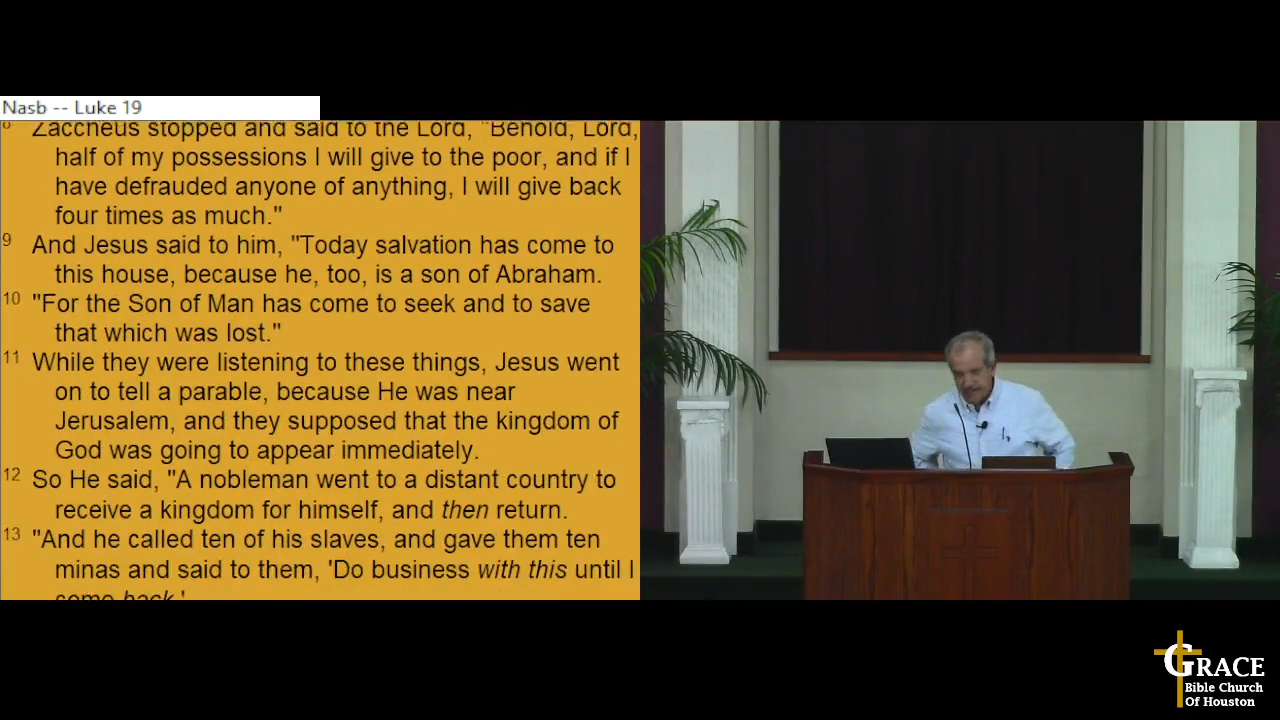 Nasb -- Luke 19
8 Zaccheus stopped and said to the Lord, "Behold, Lord,
half of my possessions I will give to the poor, and if I
have defrauded anyone of anything, I will give back
four times as much."
9 And Jesus said to him, "Today salvation has come to
this house, because he, too, is a son of Abraham.
10 "For the Son of Man has come to seek and to save
that which was lost."
11 While they were listening to these things, Jesus went
on to tell a parable, because He was near
Jerusalem, and they supposed that the kingdom of
God was going to appear immediately.
12 So He said, "A nobleman went to a distant country to
receive a kingdom for himself, and then return.
13 "And he called ten of his slaves, and gave them ten
minas and said to them, 'Do business with this until I
come back.'
GRACE
Bible Church
Of Houston